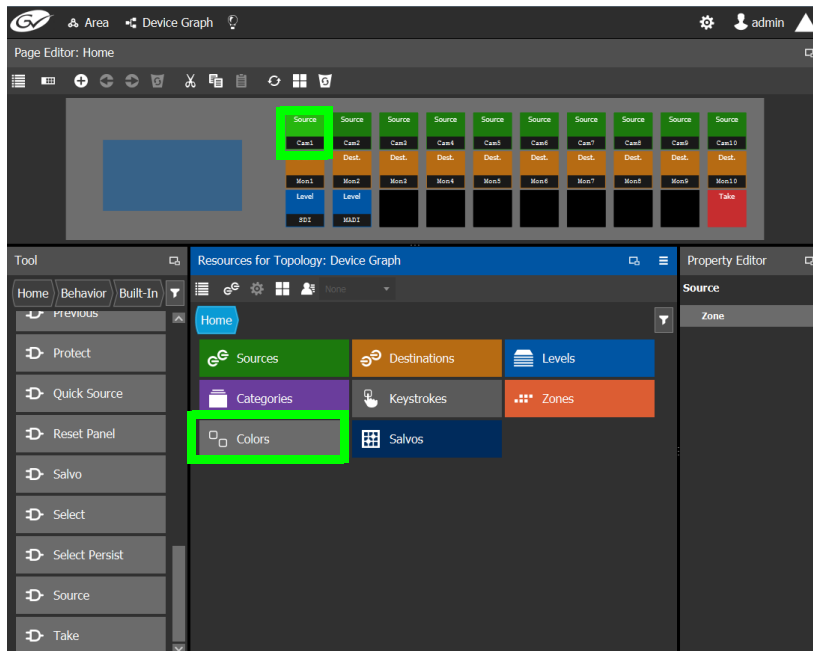 GV Area Device Graph admin
Page Editor: Home
Source Source Source Source Source Source Source Source Source Source
Cam1 Cam2 Cam3 Cam4 Cam5 Cam6 Cam7 Cam8 Cam9 Cam10
Dest. Dest. Dest. Dest. Dest. Dest. Dest. Dest. Dest.
Mon1 Mon2 Mon3 Mon4 Mon5 Mon6 Mon7 Mon8 Mon9 Mon10
Level Level Take
SDI MADI
Tool
Home Behavior Built-In
Previous
Protect
Quick Source
Reset Panel
Salvo
Select
Select Persist
Source
Take
Resources for Topology: Device Graph
None
Home
Sources Destinations Levels
Categories Keystrokes Zones
Colors Salvos
Property Editor
Source
Zone